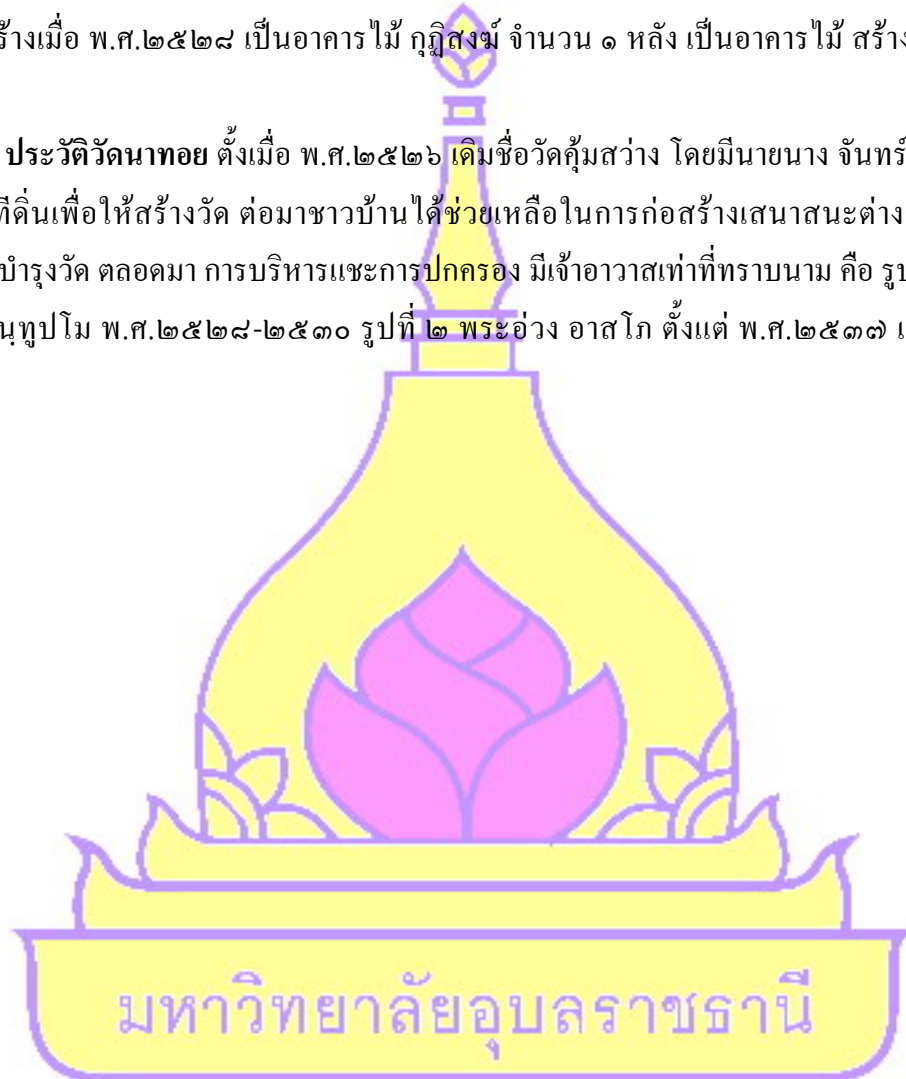 ร้างเมื่อ พ.ศ.๒๕๒๘ เป็นอาคารไม้ กุฏิสงฆ์ จำนวน ๑ หลัง เป็นอาคารไม้ สร้าง
ประวัติวัดนาทอย ตั้งเมื่อ พ.ศ.๒๕๒๖ เดิมชื่อวัดคุ้มสว่าง โดยมีนายนาง จันทร์
ทีดิ่นเพื่อให้สร้างวัด ต่อมาชาวบ้านได้ช่วยเหลือในการก่อสร้างเสนาสนะต่าง
บำรุงวัด ตลอดมา การบริหารแชะการปกครอง มีเจ้าอาวาสเท่าที่ทราบนาม คือ รูป
นฺทูปโม พ.ศ.๒๕๒๘-๒๕๓๐ รูปที่ ๒ พระอ่วง อาสโภ ตั้งแต่ พ.ศ.๒๕๓๗ เ
มหาวิทยาลัยอุบลราชธานี